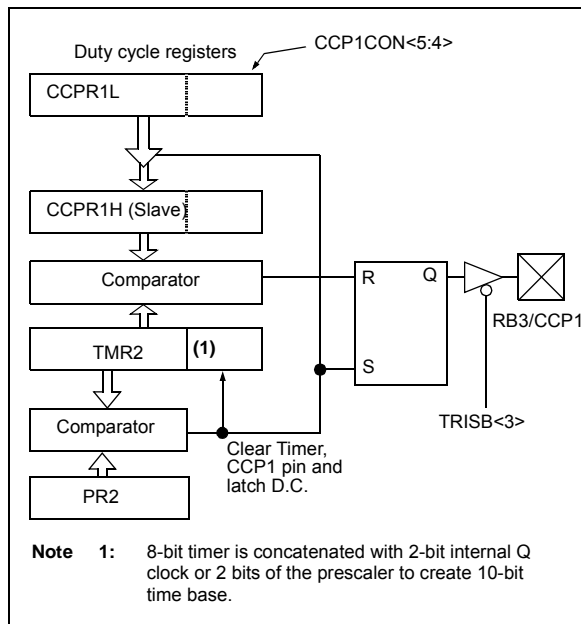 Duty cycle registers
CCP1CON<5:4>
CCPR1L
CCPR1H (Slave)
Comparator
R
Q
RB3/CCP1
TMR2
(1)
S
Comparator
TRISB<3>
Clear Timer,
CCP1 pin and
latch D.C.
PR2
Note 1: 8-bit timer is concatenated with 2-bit internal Q
clock or 2 bits of the prescaler to create 10-bit
time base.